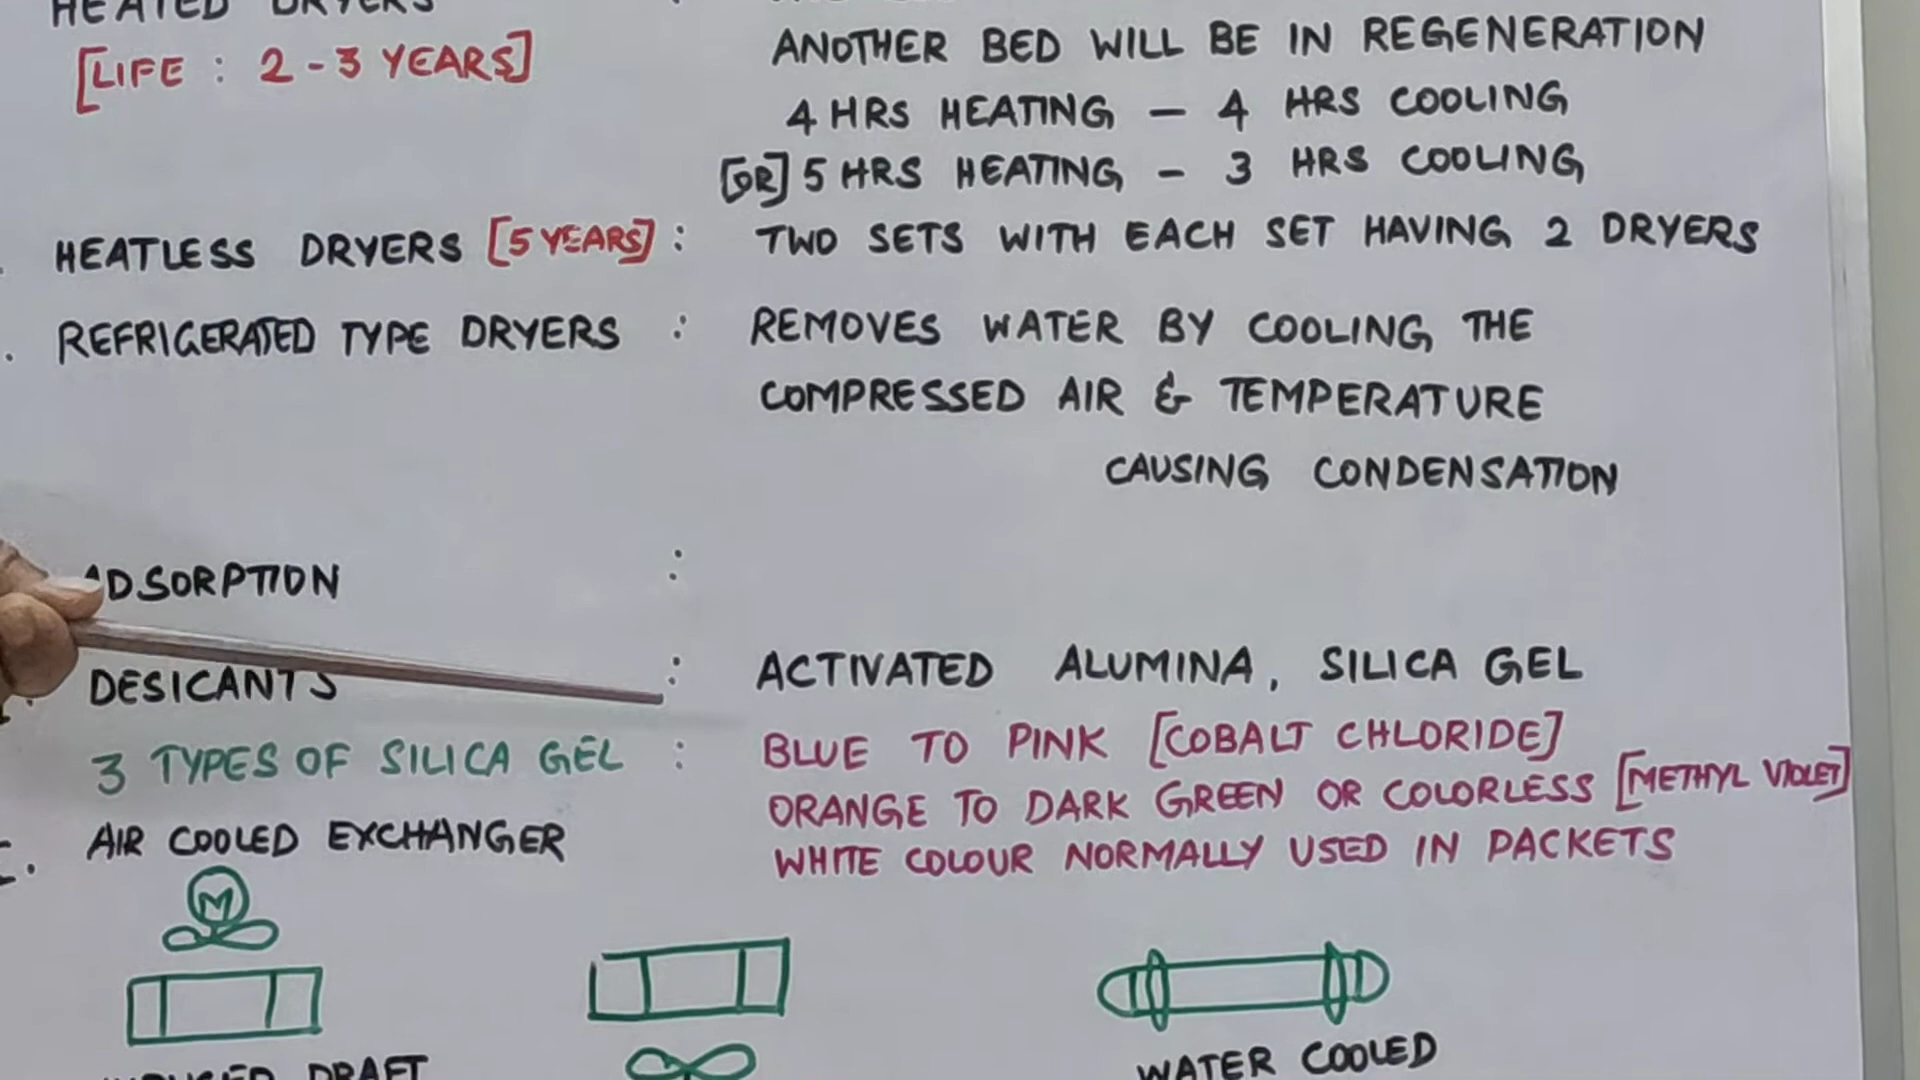 HEATED DRYERS :
[LIFE : 2-3 YEARS]
ANOTHER BED WILL BE IN REGENERATION
4 HRS HEATING - 4 HRS COOLING
[OR] 5 HRS HEATING - 3 HRS COOLING
HEATLESS DRYERS [5 YEARS] : TWO SETS WITH EACH SET HAVING 2 DRYERS
REFRIGERATED TYPE DRYERS : REMOVES WATER BY COOLING THE
COMPRESSED AIR & TEMPERATURE
CAUSING CONDENSATION
ADSORPTION :
DESICANTS : ACTIVATED ALUMINA, SILICA GEL
3 TYPES OF SILICA GEL : BLUE TO PINK [COBALT CHLORIDE]
ORANGE TO DARK GREEN OR COLORLESS [METHYL VIOLET]
WHITE COLOUR NORMALLY USED IN PACKETS
AIR COOLED EXCHANGER
M
INDUCED DRAFT
WATER COOLED